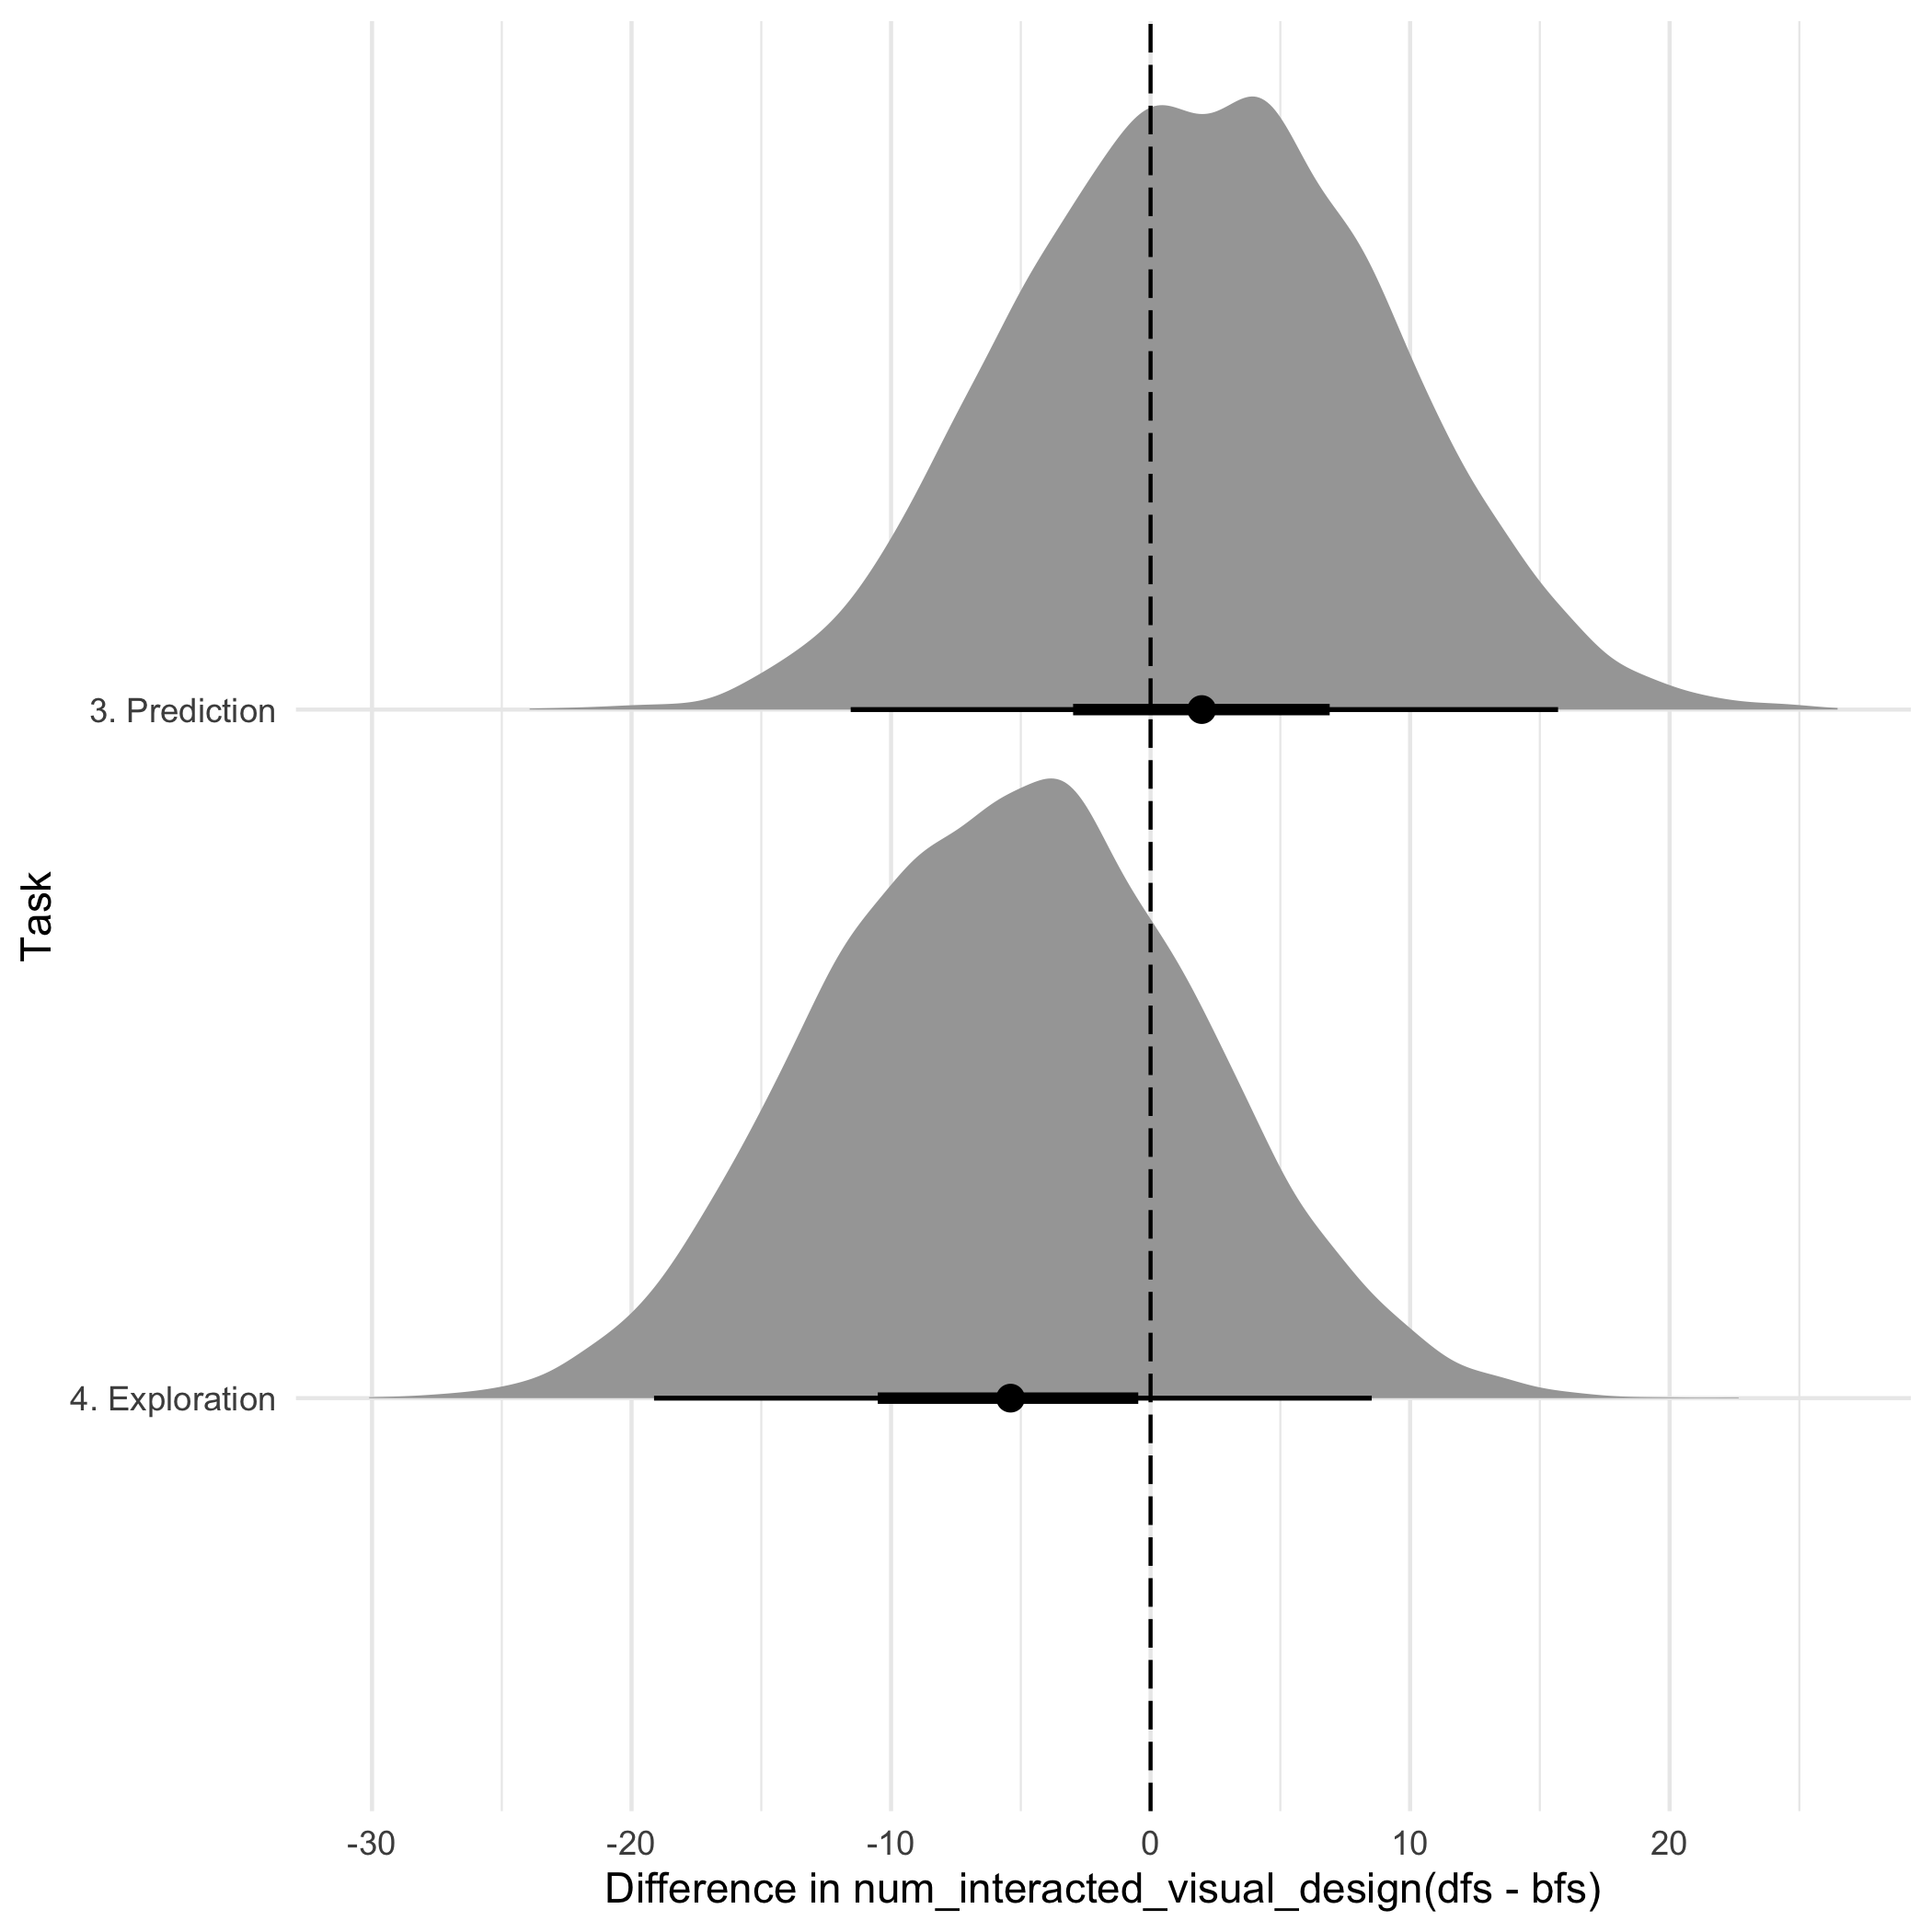 Task
3. Prediction
4. Exploration
-30 -20 -10 0 10 20
Difference in num_interacted_visual_design(dfs - bfs)